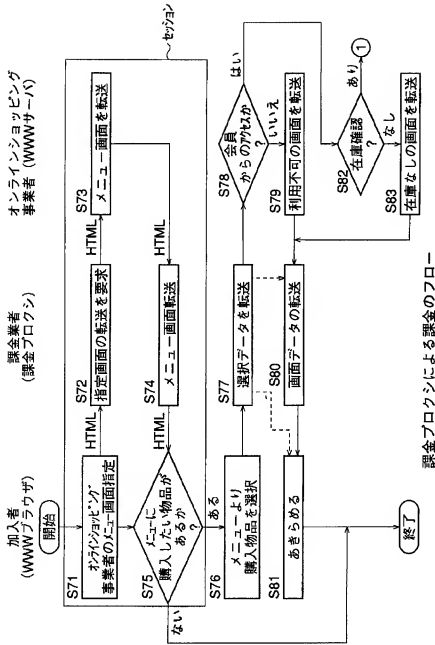 加入者
(WWWブラウザ)
課金業者
(課金プロクシ)
オンラインショッピング
事業者(WWWサーバ)
開始
セッション
S71
オンラインショッピング
事業者のメニュー画面指定
HTML
S72
指定画面の転送を要求
HTML
S73
メニュー画面を転送
HTML
S74
メニュー画面転送
HTML
S75
メニューに
購入したい物品が
あるか
?
ない
ある
S76
メニューより
購入物品を選択
S77
選択データを転送
S78
会員
からのアクセスか
?
はい
いいえ
S79
利用不可の画面を転送
S80
画面データの転送
S81
あきらめる
S82
在庫確認
?
あり
1
なし
S83
在庫なしの画面を転送
終了
課金プロクシによる課金のフロー